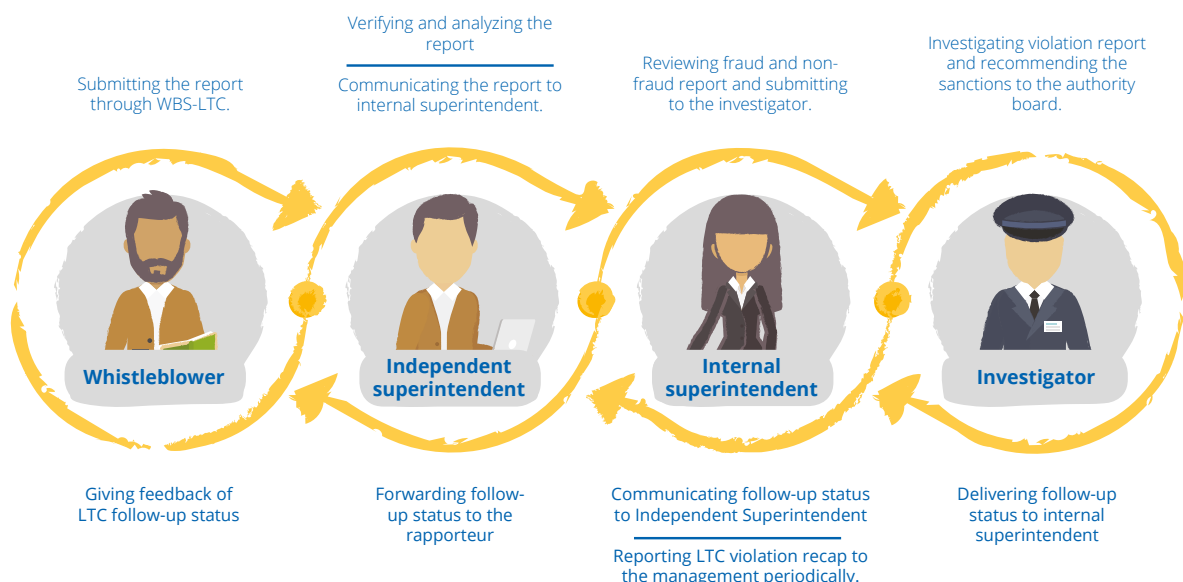 Submitting the report
through WBS-LTC.
Verifying and analyzing the
report
Communicating the report to
internal superintendent.
Reviewing fraud and non-
fraud report and submitting
to the investigator.
Investigating violation report
and recommending the
sanctions to the authority
board.
Whistleblower
Independent
superintendent
Internal
superintendent
Investigator
Giving feedback of
LTC follow-up status
Forwarding follow-
up status to the
rapporteur
Communicating follow-up status
to Independent Superintendent
Reporting LTC violation recap to
the management periodically.
Delivering follow-up
status to internal
superintendent